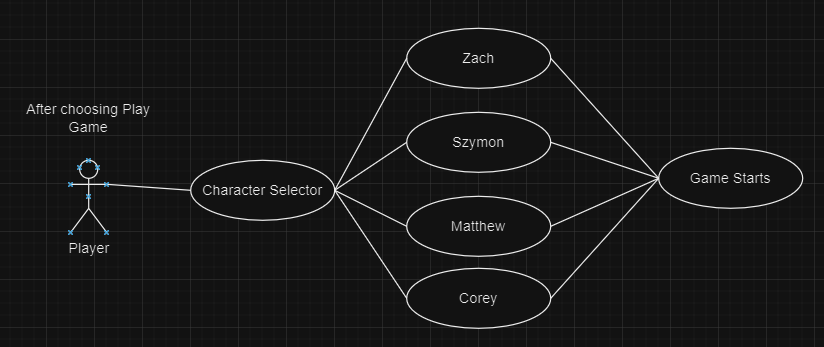 After choosing Play
Game
Player
Character Selector
Zach
Szymon
Matthew
Corey
Game Starts